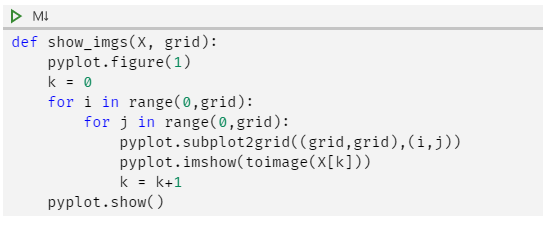 M↓
def show_imgs(X, grid):
    pyplot.figure(1)
    k = 0
    for i in range(0,grid):
        for j in range(0,grid):
            pyplot.subplot2grid((grid,grid),(i,j))
            pyplot.imshow(toimage(X[k]))
            k = k+1
    pyplot.show()